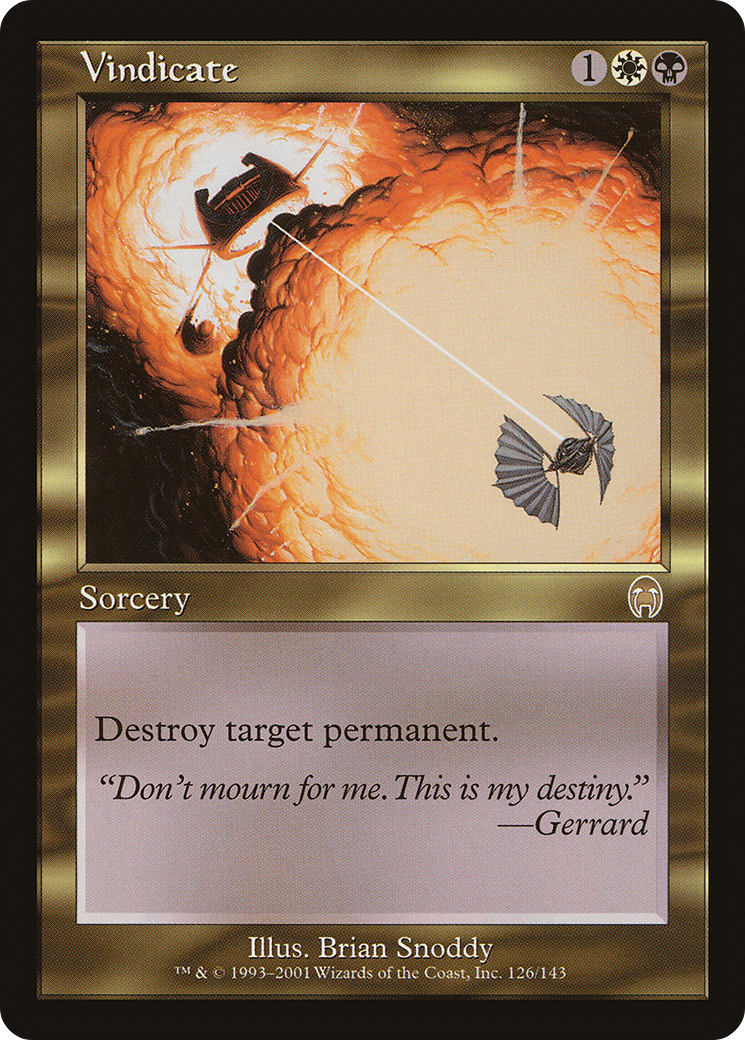 Vindicate 1
Sorcery
Destroy target permanent.
“Don’t mourn for me. This is my destiny.”
—Gerrard
Illus. Brian Snoddy
™ & © 1993–2001 Wizards of the Coast, Inc. 126/143